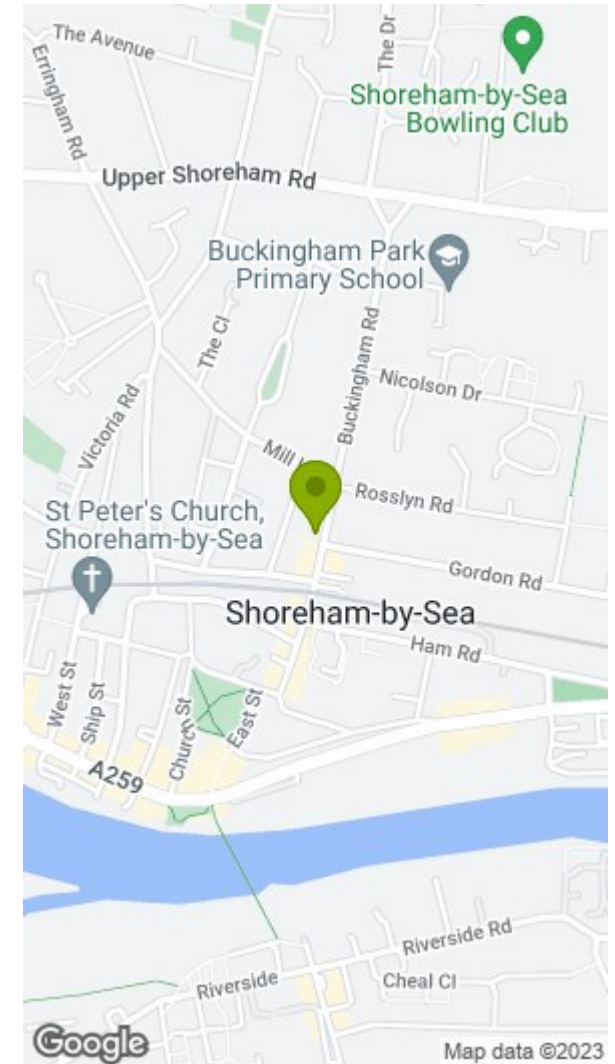 The Avenue
Erringham Rd
The Dr
Shoreham-by-Sea
Bowling Club
Upper Shoreham Rd
Buckingham Park
Primary School
The Cl
Buckingham Rd
Nicolson Dr
Victoria Rd
Mill
Rosslyn Rd
St Peter's Church,
Shoreham-by-Sea
Gordon Rd
Shoreham-by-Sea
Ham Rd
West St
Ship St
Church St
East St
A259
Riverside Rd
Riverside
Cheal Cl
Google
Map data ©2023